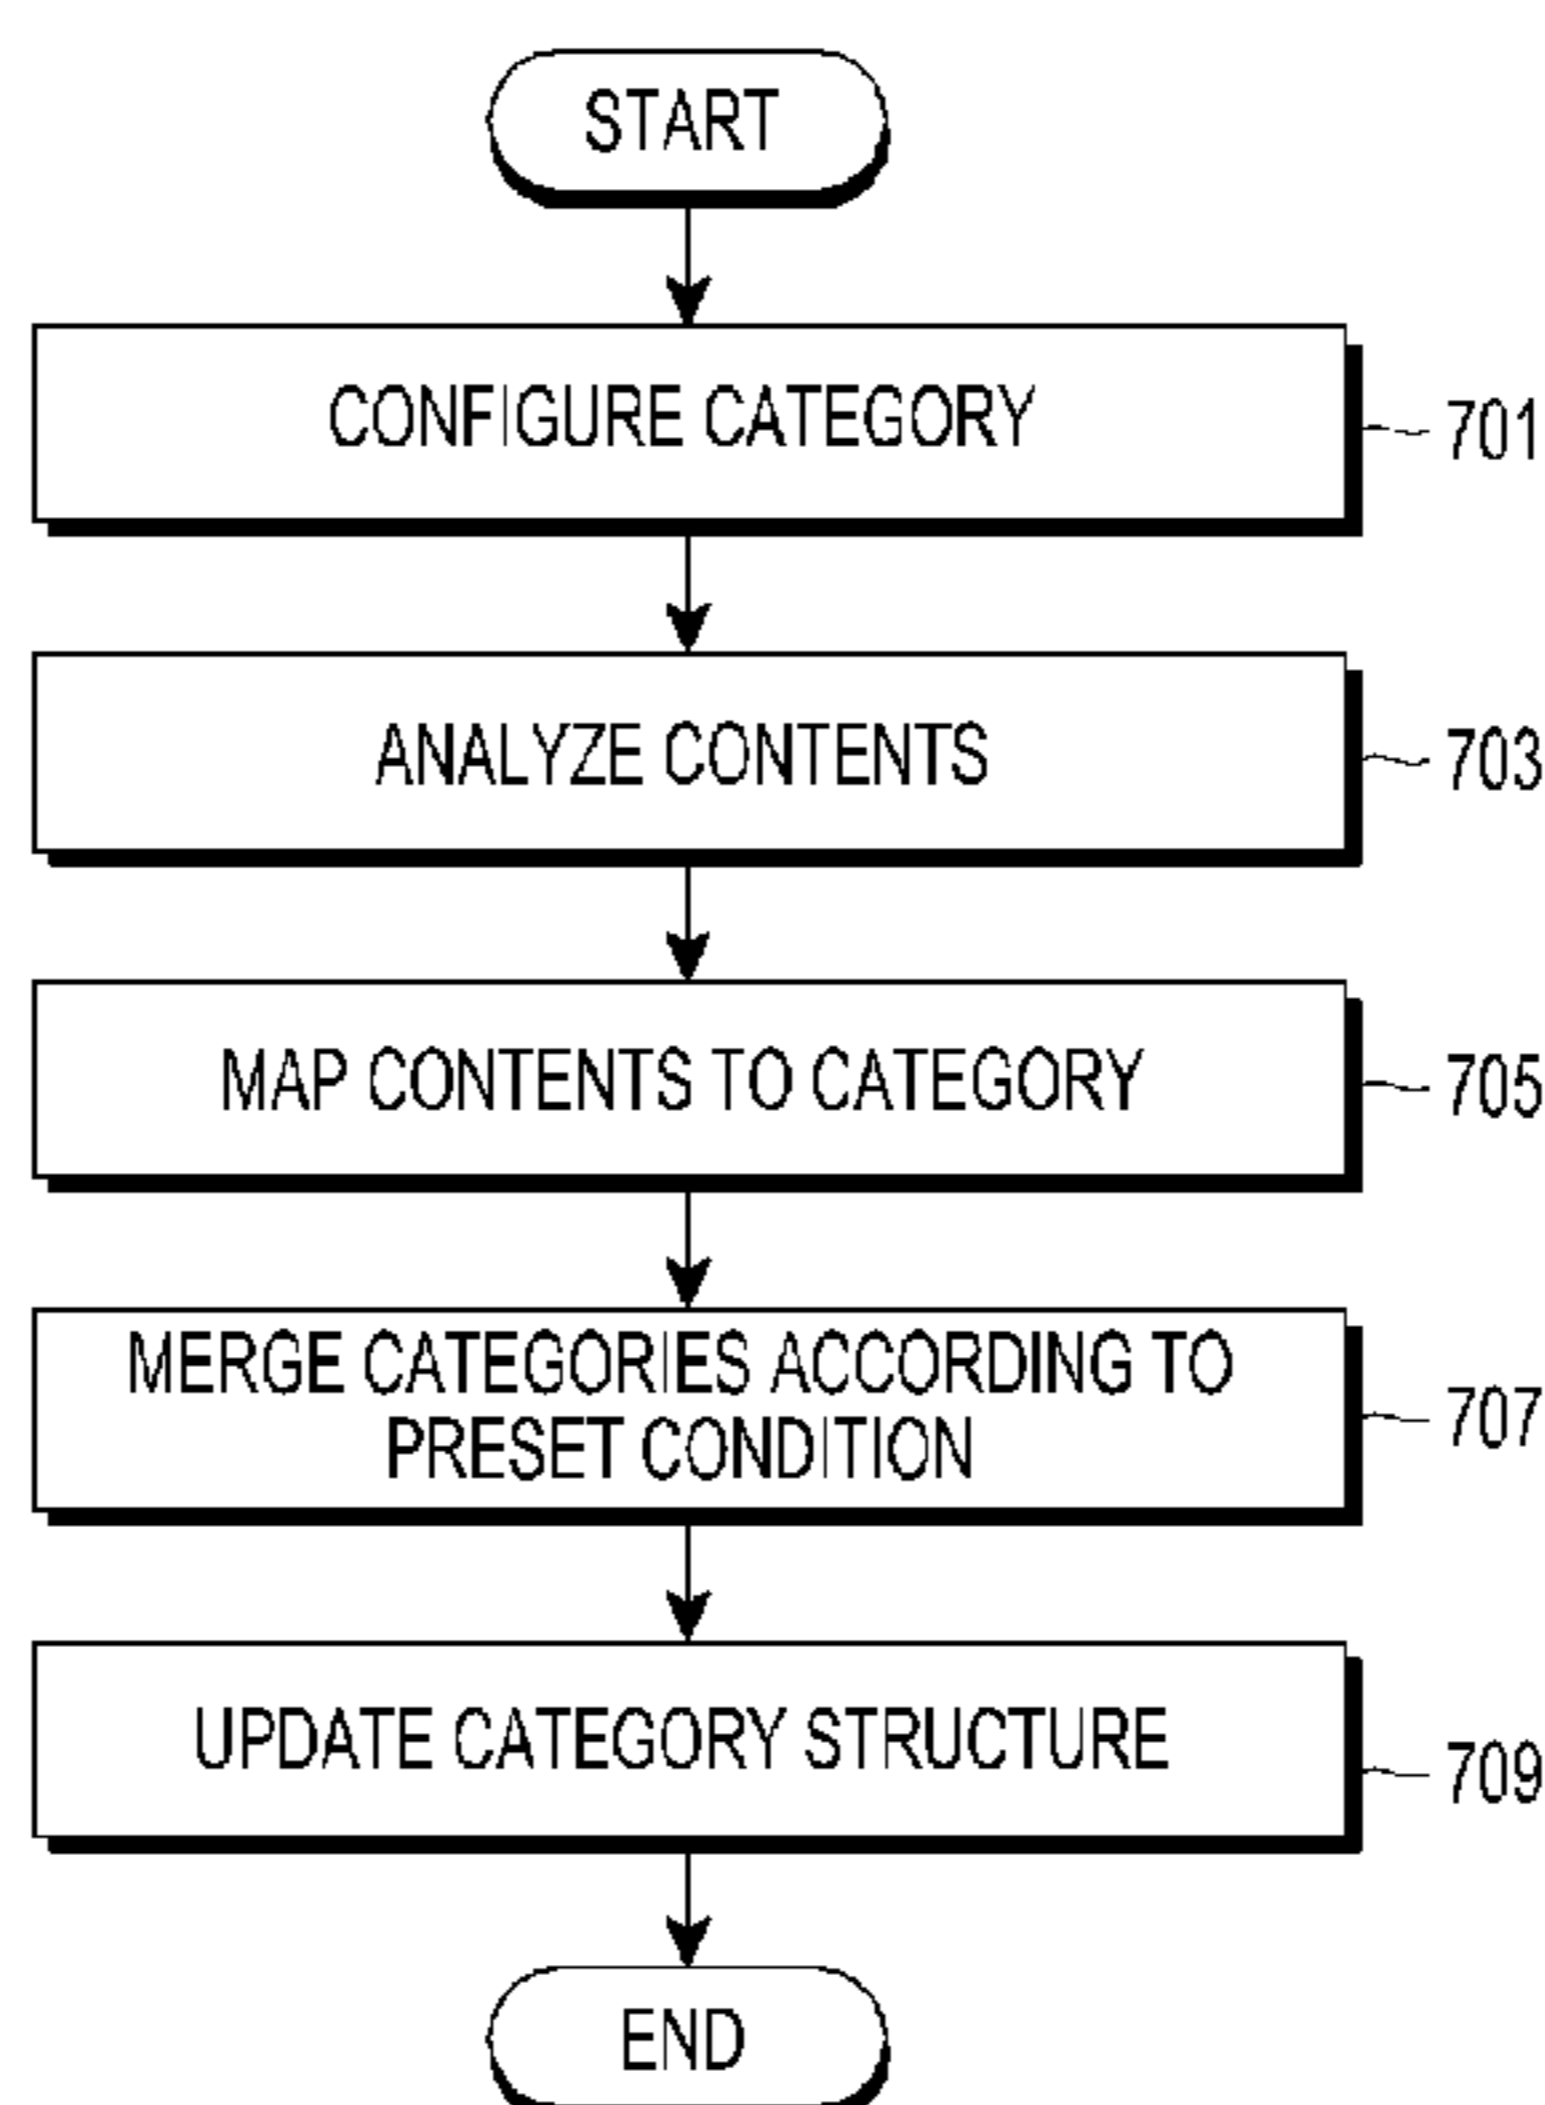 START
CONFIGURE CATEGORY
701
ANALYZE CONTENTS
703
MAP CONTENTS TO CATEGORY
705
MERGE CATEGORIES ACCORDING TO
PRESET CONDITION
707
UPDATE CATEGORY STRUCTURE
709
END